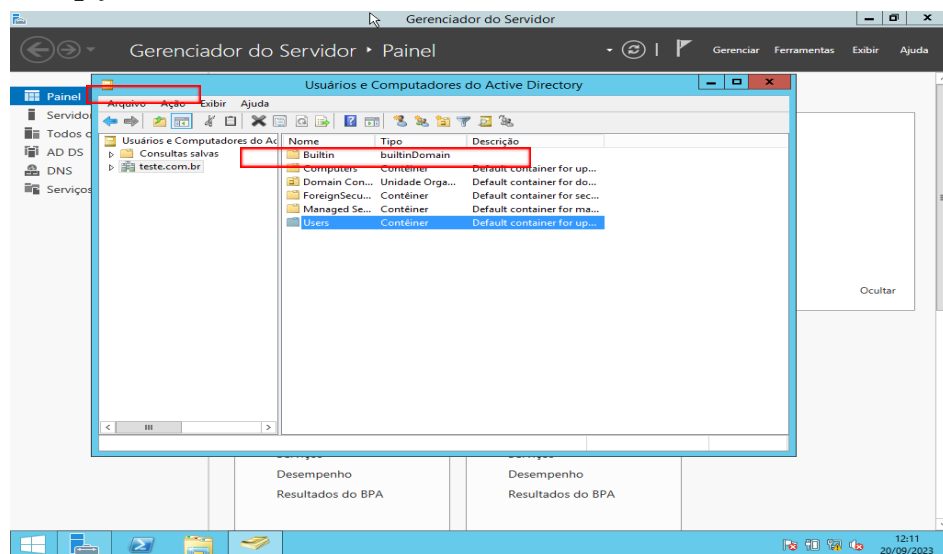 Gerenciador do Servidor
Gerenciador do Servidor Painel
Gerenciar Ferramentas Exibir Ajuda
Usuários e Computadores do Active Directory
Painel
Arquivo Ação Exibir Ajuda
Servido
Todos
AD DS
DNS
Serviços
Usuários e Computadores do Ac
Consultas salvas
teste.com.br
Nome Tipo Descrição
Builtin builtinDomain
Computers Contêiner Default container for up...
Domain Con... Unidade Orga... Default container for do...
ForeignSecu... Contêiner Default container for sec...
Managed Se... Contêiner Default container for ma...
Users Contêiner Default container for up...
Ocultar
Desempenho Desempenho
Resultados do BPA Resultados do BPA
12:11
20/09/2023